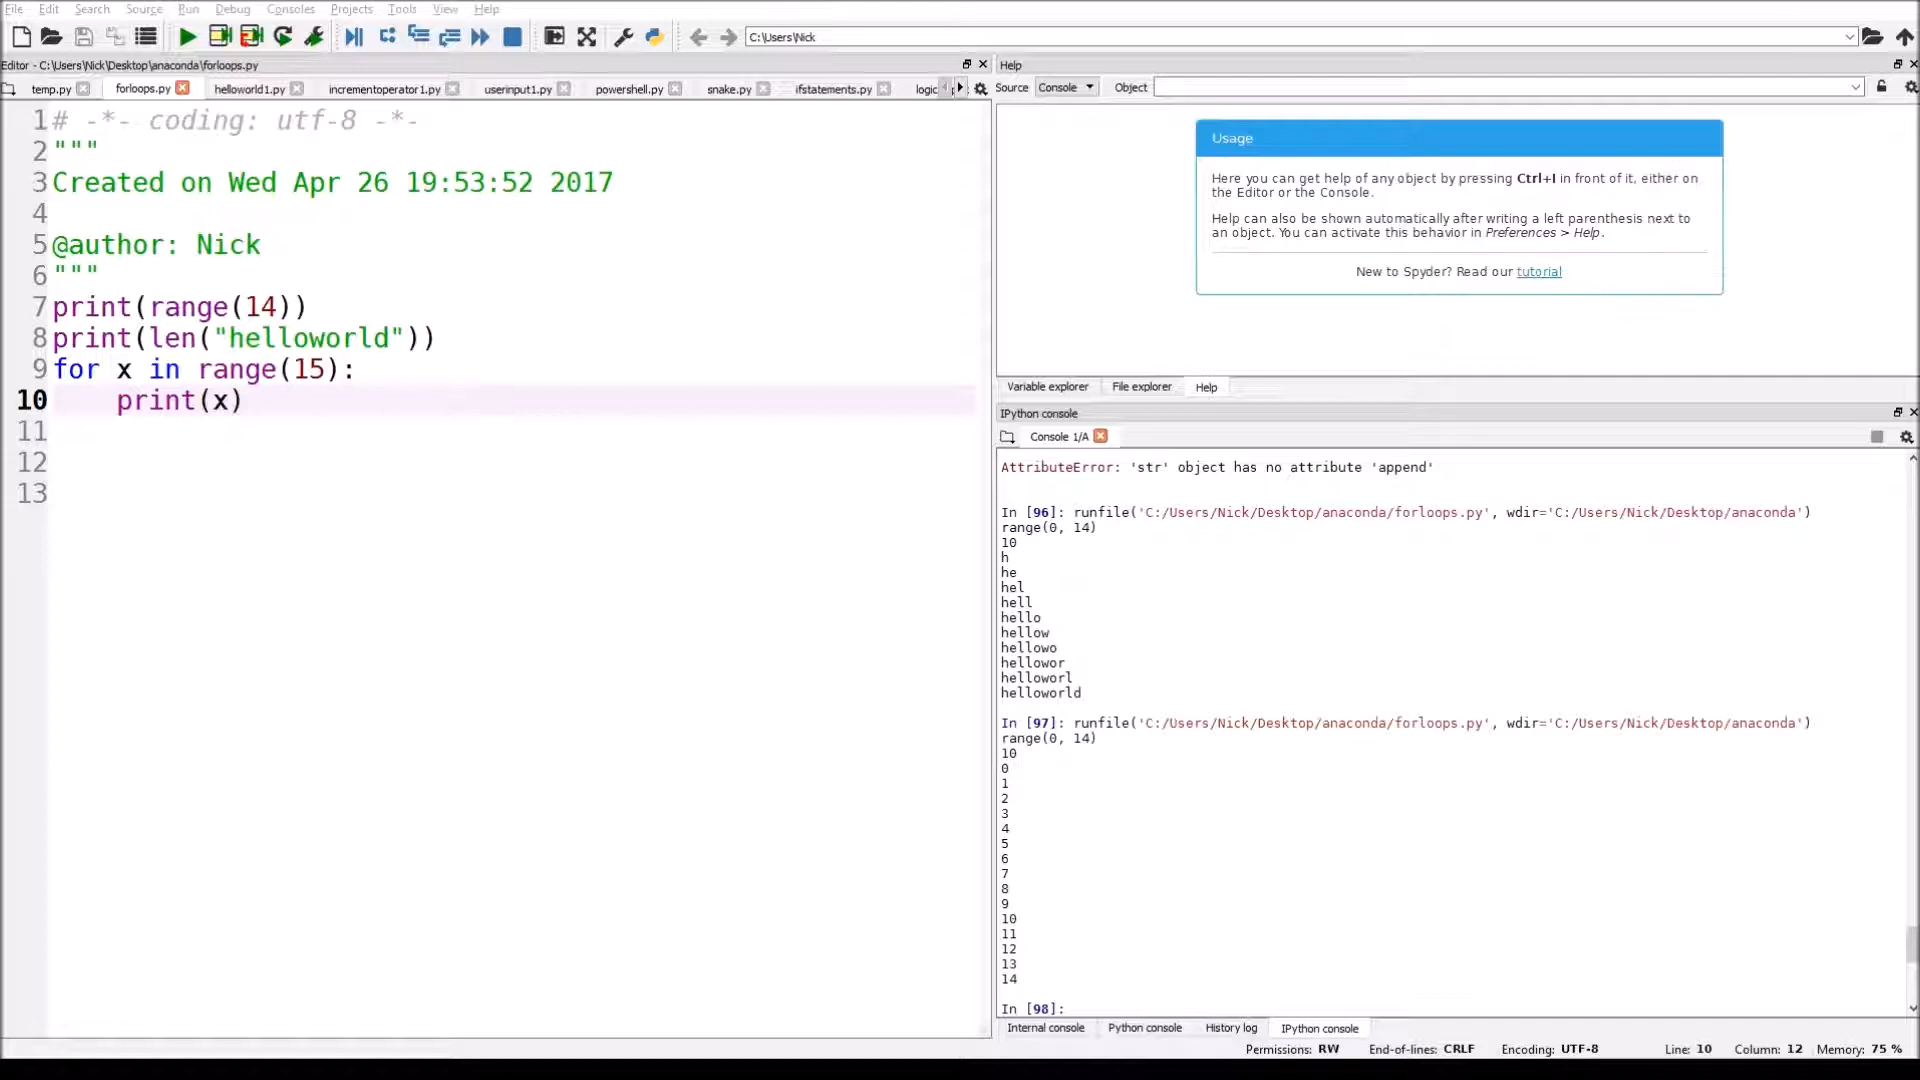 File Edit Search Source Run Debug Consoles Projects Tools View Help
C:\Users\Nick
Editor - C:\Users\Nick\Desktop\anaconda\forloops.py
temp.py forloops.py helloworld1.py incrementoperator1.py userinput1.py powershell.py snake.py ifstatements.py
1 # -*- coding: utf-8 -*-
2 """
3 Created on Wed Apr 26 19:53:52 2017
4
5 @author: Nick
6 """
7 print(range(14))
8 print(len("helloworld"))
9 for x in range(15):
10 print(x)
11
12
13
Help
Source Console Object
Usage
Here you can get help of any object by pressing Ctrl+I in front of it, either on
the Editor or the Console.
Help can also be shown automatically after writing a left parenthesis next to
an object. You can activate this behavior in Preferences > Help.
New to Spyder? Read our tutorial
Variable explorer File explorer Help
IPython console
Console 1/A
AttributeError: 'str' object has no attribute 'append'
In [96]: runfile('C:/Users/Nick/Desktop/anaconda/forloops.py', wdir='C:/Users/Nick/Desktop/anaconda')
range(0, 14)
10
h
he
hel
hell
hello
hellow
hellowo
hellowor
helloworl
helloworld
In [97]: runfile('C:/Users/Nick/Desktop/anaconda/forloops.py', wdir='C:/Users/Nick/Desktop/anaconda')
range(0, 14)
10
0
1
2
3
4
5
6
7
8
9
10
11
12
13
14
In [98]:
Internal console Python console History log IPython console
Permissions: RW End-of-lines: CRLF Encoding: UTF-8 Line: 10 Column: 12 Memory: 75 %